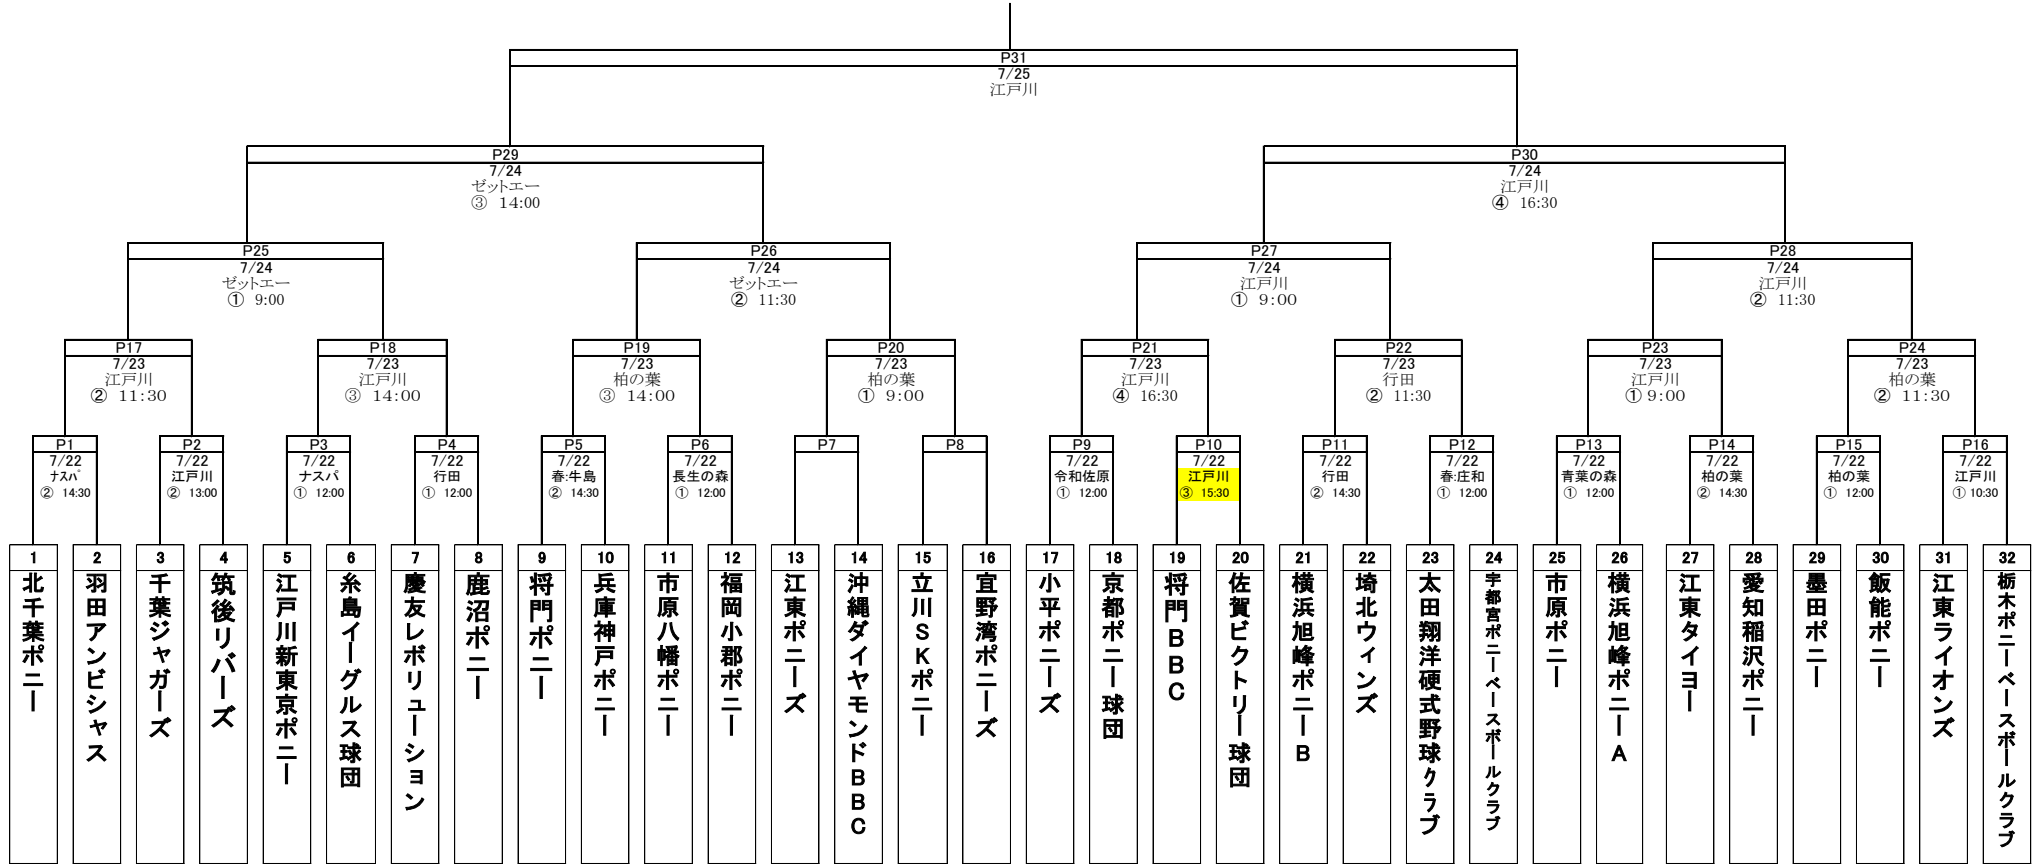 P31
7/25
江戸川
P29
7/24
ゼットエー
③ 14:00
P30
7/24
江戸川
④ 16:30
P25
7/24
ゼットエー
① 9:00
P26
7/24
ゼットエー
② 11:30
P27
7/24
江戸川
① 9:00
P28
7/24
江戸川
② 11:30
P17
7/23
江戸川
② 11:30
P18
7/23
江戸川
③ 14:00
P19
7/23
柏の葉
③ 14:00
P20
7/23
柏の葉
① 9:00
P21
7/23
江戸川
④ 16:30
P22
7/23
行田
② 11:30
P23
7/23
江戸川
① 9:00
P24
7/23
柏の葉
② 11:30
P1
7/22
ナスパ
② 14:30
P2
7/22
江戸川
② 13:00
P3
7/22
ナスパ
① 12:00
P4
7/22
行田
① 12:00
P5
7/22
春:牛島
② 14:30
P6
7/22
長生の森
① 12:00
P7
P8
P9
7/22
令和佐原
① 12:00
P10
7/22
江戸川
③ 15:30
P11
7/22
行田
② 14:30
P12
7/22
春:庄和
① 12:00
P13
7/22
青葉の森
① 12:00
P14
7/22
柏の葉
② 14:30
P15
7/22
柏の葉
① 12:00
P16
7/22
江戸川
① 10:30
1
北千葉ポニー
2
羽田アンビシャス
3
千葉ジャガーズ
4
筑後リバーズ
5
江戸川新東京ポニー
6
糸島イーグルス球団
7
慶友レボリューション
8
鹿沼ポニー
9
将門ポニー
10
兵庫神戸ポニー
11
市原八幡ポニー
12
福岡小郡ポニー
13
江東ポニーズ
14
沖縄ダイヤモンドBBC
15
立川SKポニー
16
宜野湾ポニーズ
17
小平ポニーズ
18
京都ポニー球団
19
将門BBC
20
佐賀ビクトリー球団
21
横浜旭峰ポニーB
22
埼北ウィンズ
23
太田翔洋硬式野球クラブ
24
宇都宮ポニーベースボールクラブ
25
市原ポニー
26
横浜旭峰ポニーA
27
江東タイヨー
28
愛知稲沢ポニー
29
墨田ポニー
30
飯能ポニー
31
江東ライオンズ
32
栃木ポニーベースボールクラブ